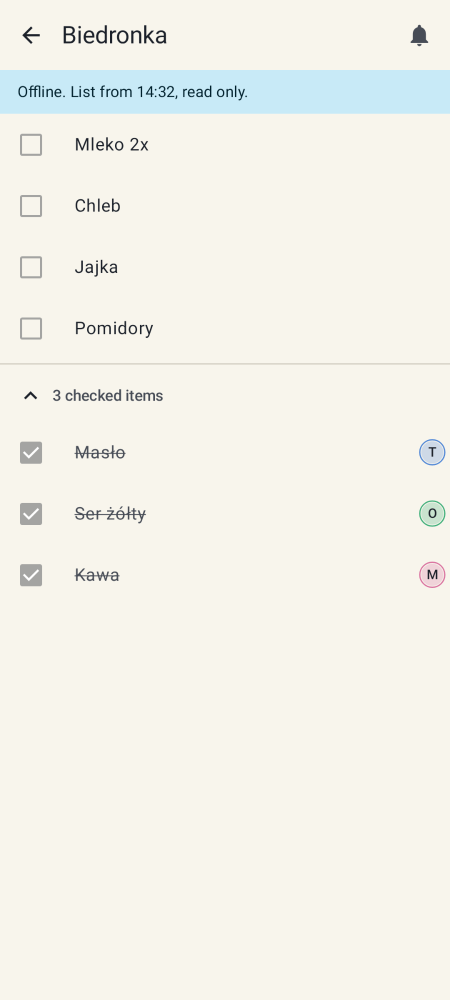 Biedronka
Offline. List from 14:32, read only.
Mleko 2x
Chleb
Jajka
Pomidory
3 checked items
Masło T
Ser żółty O
Kawa M